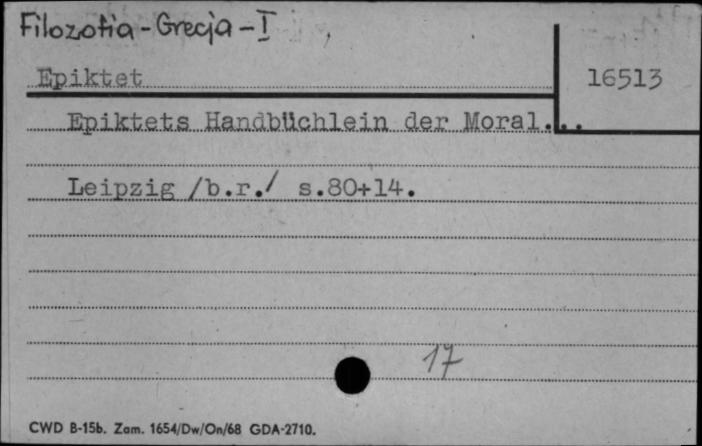 Filozofia - Grecja - I
Epiktet
16513
Epiktets Handbüchlein der Moral...
Leipzig /b.r./ s.80+14.
17
CWD B-15b. Zam. 1654/Dw/On/68 GDA-2710.